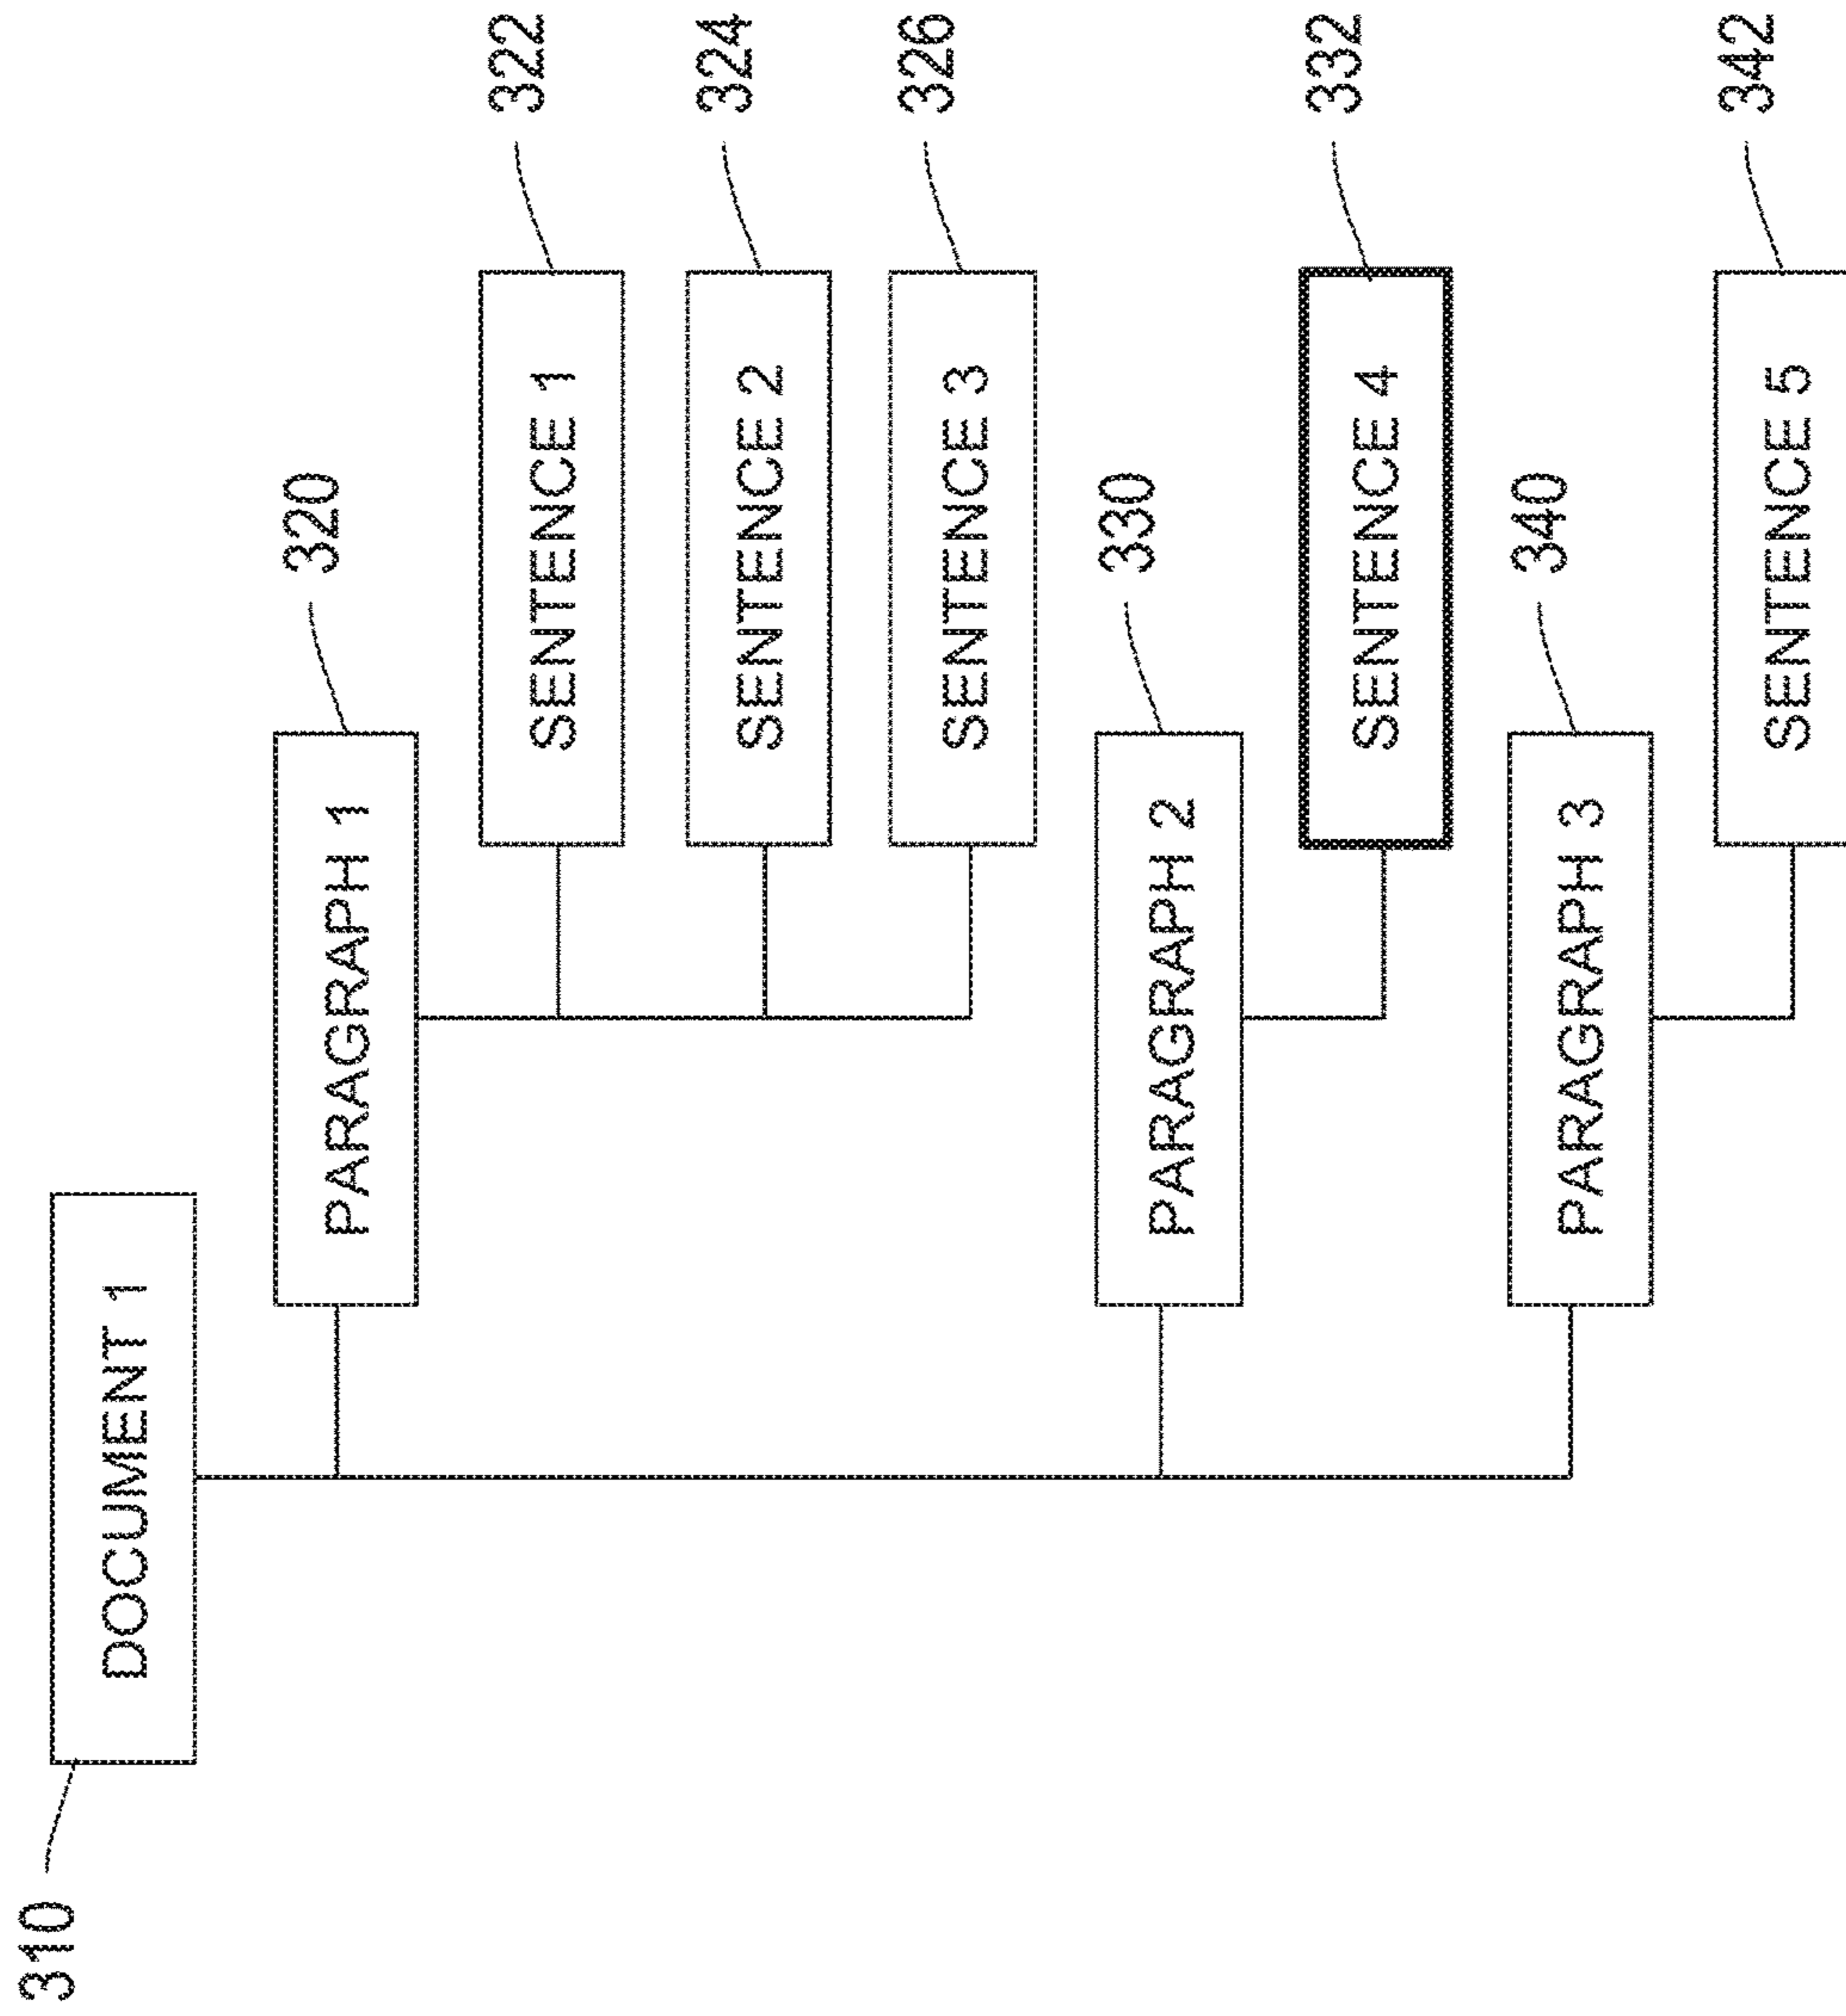 310
DOCUMENT 1
320
PARAGRAPH 1
322
SENTENCE 1
324
SENTENCE 2
326
SENTENCE 3
330
PARAGRAPH 2
332
SENTENCE 4
340
PARAGRAPH 3
342
SENTENCE 5